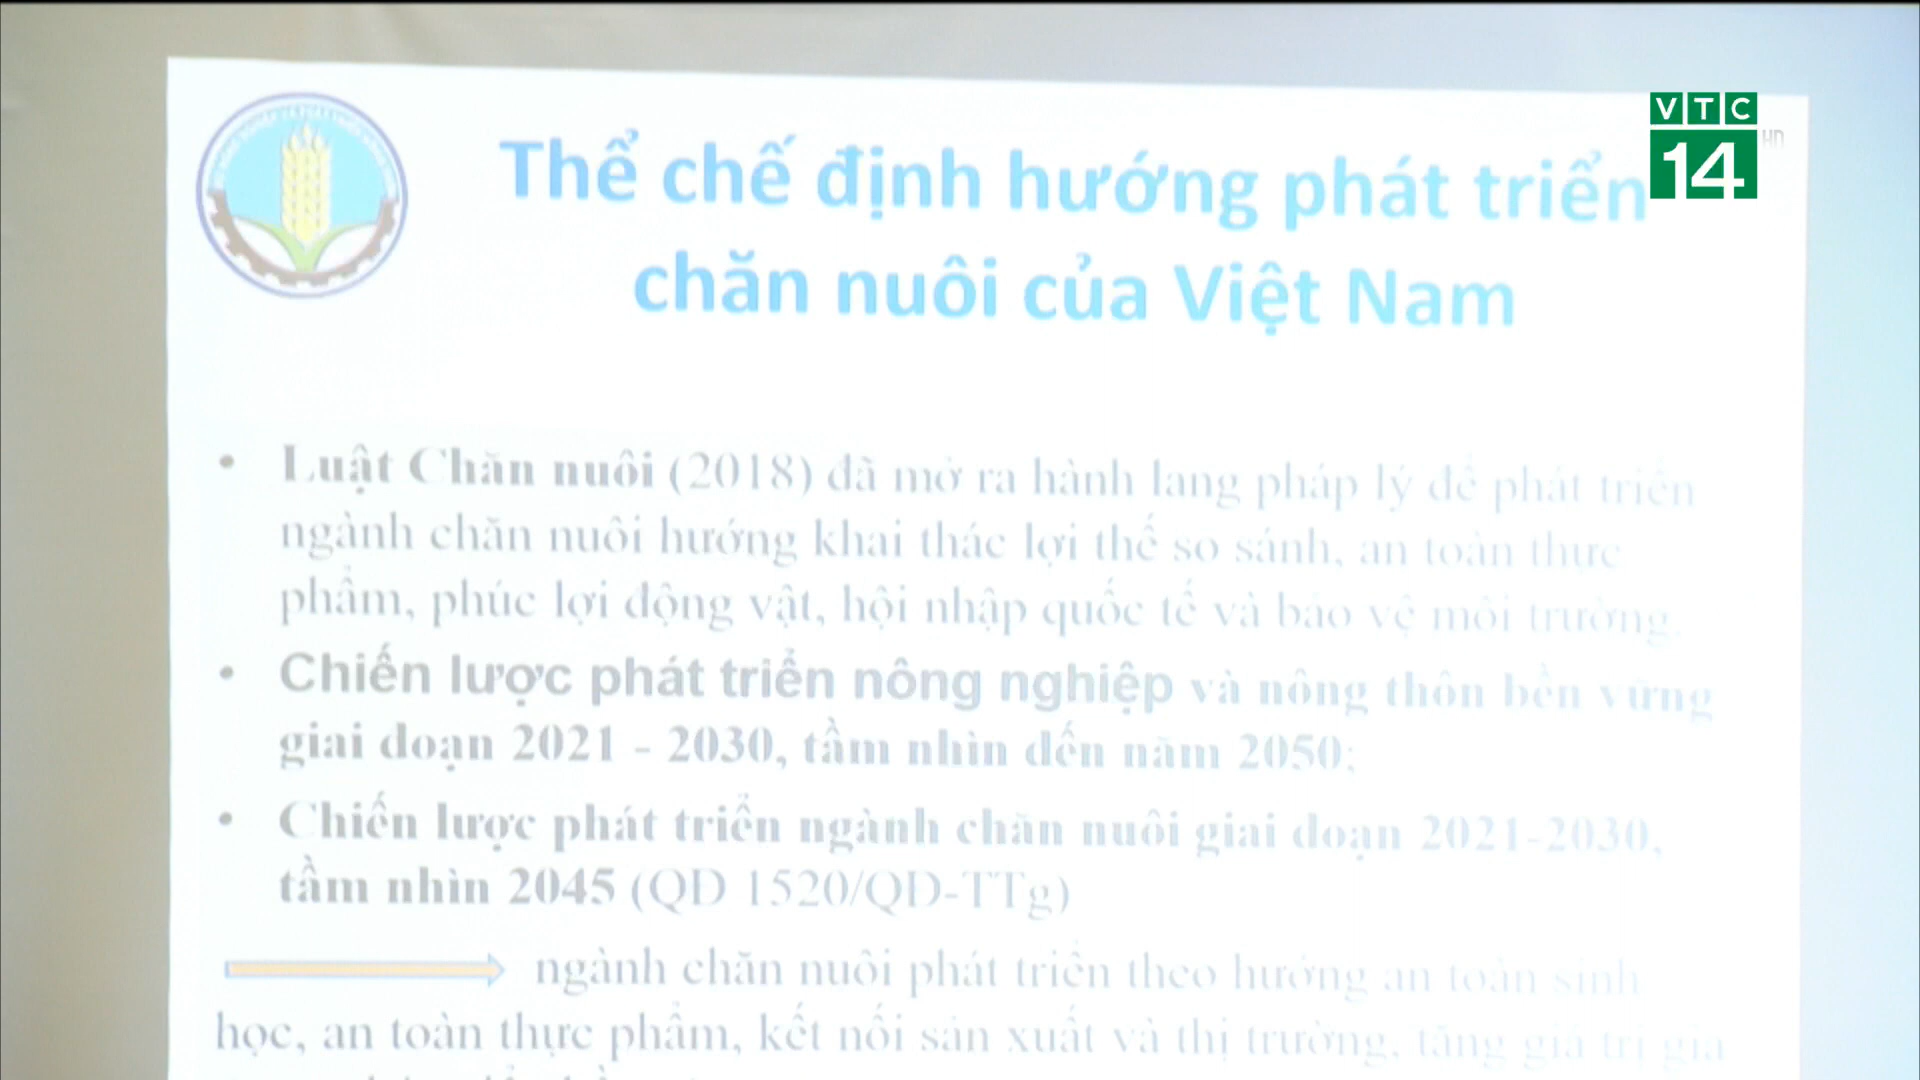 VTC
14
HD
Thể chế định hướng phát triển
chăn nuôi của Việt Nam
• Luật Chăn nuôi (2018) đã mở ra hành lang pháp lý để phát triển
ngành chăn nuôi hướng khai thác lợi thế so sánh, an toàn thực
phẩm, phúc lợi động vật, hội nhập quốc tế và bảo vệ môi trường.
• Chiến lược phát triển nông nghiệp và nông thôn bền vững
giai đoạn 2021 - 2030, tầm nhìn đến năm 2050;
• Chiến lược phát triển ngành chăn nuôi giai đoạn 2021-2030,
tầm nhìn 2045 (QĐ 1520/QĐ-TTg)
ngành chăn nuôi phát triển theo hướng an toàn sinh
học, an toàn thực phẩm, kết nối sản xuất và thị trường, tăng giá trị gia